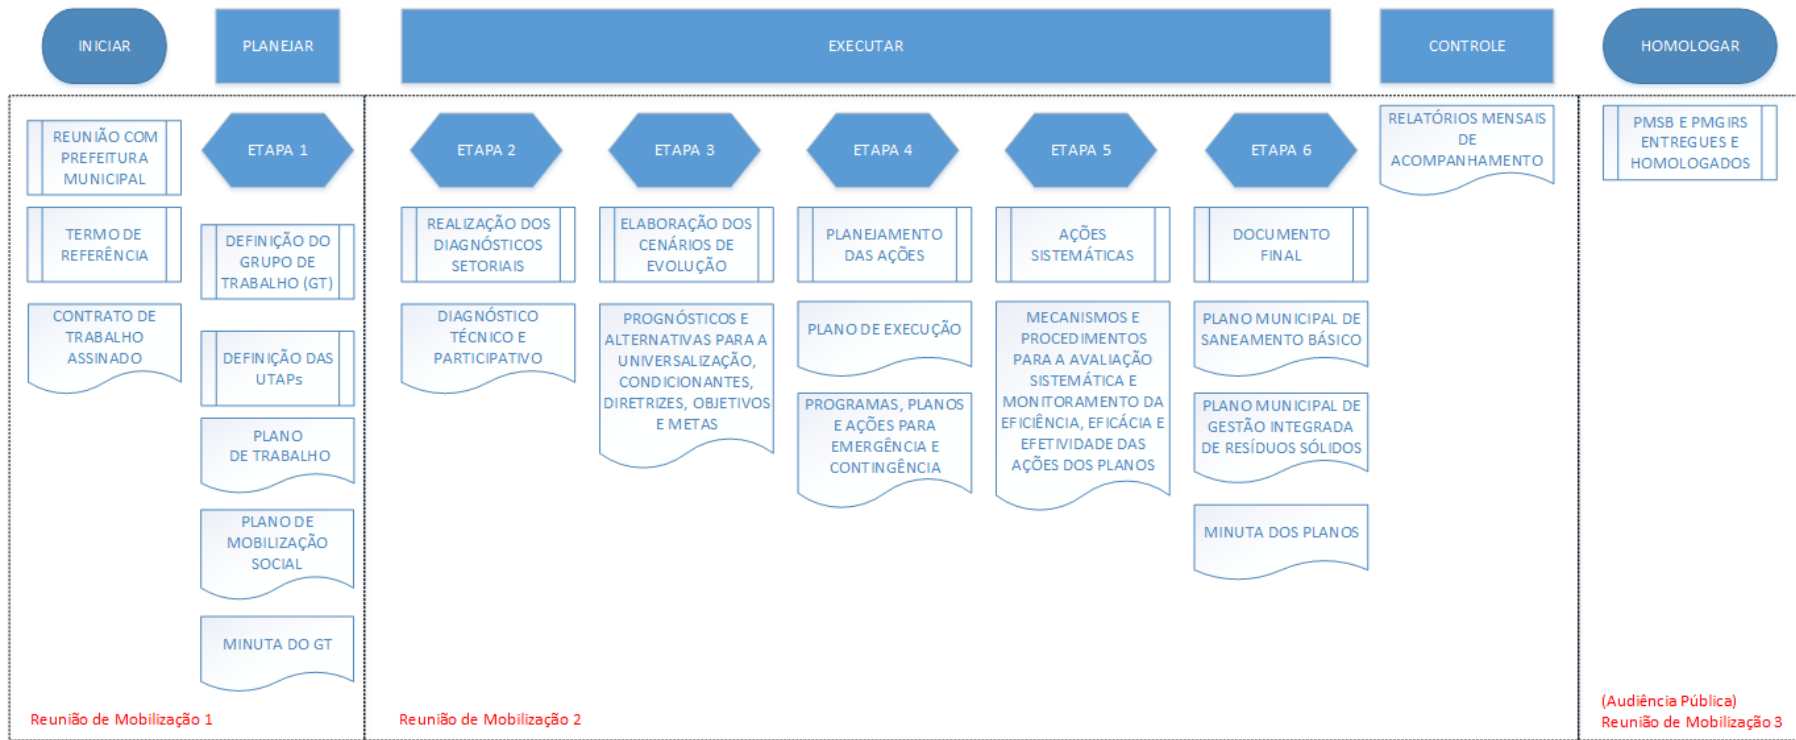 INICIAR
PLANEJAR
EXECUTAR
CONTROLE
HOMOLOGAR
REUNIÃO COM
PREFEITURA
MUNICIPAL
TERMO DE
REFERÊNCIA
CONTRATO DE
TRABALHO
ASSINADO
ETAPA 1
DEFINIÇÃO DO
GRUPO DE
TRABALHO (GT)
DEFINIÇÃO DAS
UTAPs
PLANO
DE TRABALHO
PLANO DE
MOBILIZAÇÃO
SOCIAL
MINUTA DO GT
Reunião de Mobilização 1
ETAPA 2
REALIZAÇÃO DOS
DIAGNÓSTICOS
SETORIAIS
DIAGNÓSTICO
TÉCNICO E
PARTICIPATIVO
ETAPA 3
ELABORAÇÃO DOS
CENÁRIOS DE
EVOLUÇÃO
PROGNÓSTICOS E
ALTERNATIVAS PARA A
UNIVERSALIZAÇÃO,
CONDICIONANTES,
DIRETRIZES, OBJETIVOS
E METAS
ETAPA 4
PLANEJAMENTO
DAS AÇÕES
PLANO DE EXECUÇÃO
PROGRAMAS, PLANOS
E AÇÕES PARA
EMERGÊNCIA E
CONTINGÊNCIA
ETAPA 5
AÇÕES
SISTEMÁTICAS
MECANISMOS E
PROCEDIMENTOS
PARA A AVALIAÇÃO
SISTEMÁTICA E
MONITORAMENTO DA
EFICIÊNCIA, EFICÁCIA E
EFETIVIDADE DAS
AÇÕES DOS PLANOS
ETAPA 6
DOCUMENTO
FINAL
PLANO MUNICIPAL DE
SANEAMENTO BÁSICO
PLANO MUNICIPAL DE
GESTÃO INTEGRADA
DE RESÍDUOS SÓLIDOS
MINUTA DOS PLANOS
RELATÓRIOS MENSAIS
DE
ACOMPANHAMENTO
Reunião de Mobilização 2
PMSB E PMGIRS
ENTREGUES E
HOMOLOGADOS
(Audiência Pública)
Reunião de Mobilização 3